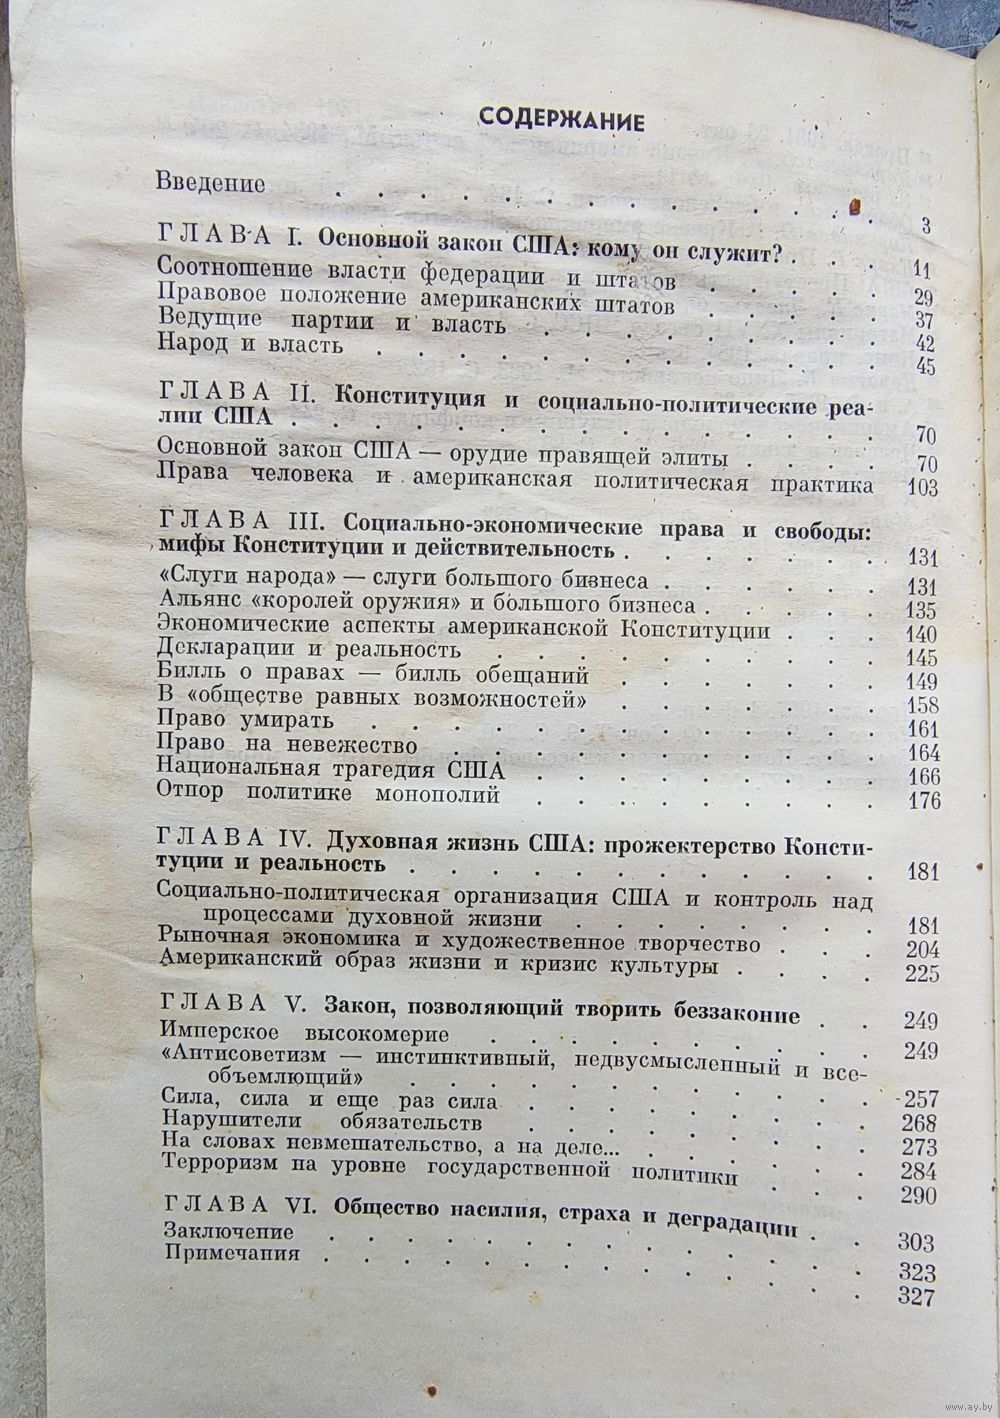 СОДЕРЖАНИЕ
Введение . . . . . . . . . . . . . 3
ГЛАВА I. Основной закон США: кому он служит? . . . 11
Соотношение власти федерации и штатов . . . . . 29
Правовое положение американских штатов . . . . . 37
Ведущие партии и власть . . . . . . . . . 42
Народ и власть . . . . . . . . . . . . 45
ГЛАВА II. Конституция и социально-политические реа-
лии США . . . . . . . . . . . . . . 70
Основной закон США — орудие правящей элиты . . . . 70
Права человека и американская политическая практика 103
ГЛАВА III. Социально-экономические права и свободы:
мифы Конституции и действительность . . . . . . 131
«Слуги народа» — слуги большого бизнеса . . . . . 131
Альянс «королей оружия» и большого бизнеса . . . . 135
Экономические аспекты американской Конституции . . . 140
Декларации и реальность . . . . . . . . . 145
Билль о правах — билль обещаний . . . . . . 149
В «обществе равных возможностей» . . . . . . 158
Право умирать . . . . . . . . . . . . 161
Право на невежество . . . . . . . . . . 164
Национальная трагедия США . . . . . . . . 166
Отпор политике монополий . . . . . . . . 176
ГЛАВА IV. Духовная жизнь США: прожектерство Консти-
туции и реальность . . . . . . . . . . . 181
Социально-политическая организация США и контроль над
процессами духовной жизни . . . . . . . 181
Рыночная экономика и художественное творчество . . . 204
Американский образ жизни и кризис культуры . . . . 225
ГЛАВА V. Закон, позволяющий творить беззаконие . . 249
Имперское высокомерие . . . . . . . . . . 249
«Антисоветизм — инстинктивный, недвусмысленный и все-
объемлющий» . . . . . . . . . . . 257
Сила, сила и еще раз сила . . . . . . . . . 268
Нарушители обязательств . . . . . . . . . 273
На словах невмешательство, а на деле... . . . . . . 284
Терроризм на уровне государственной политики . . . 290
ГЛАВА VI. Общество насилия, страха и деградации . . 303
Заключение . . . . . . . . . . . . . 323
Примечания . . . . . . . . . . . . . 327
www.ay.by